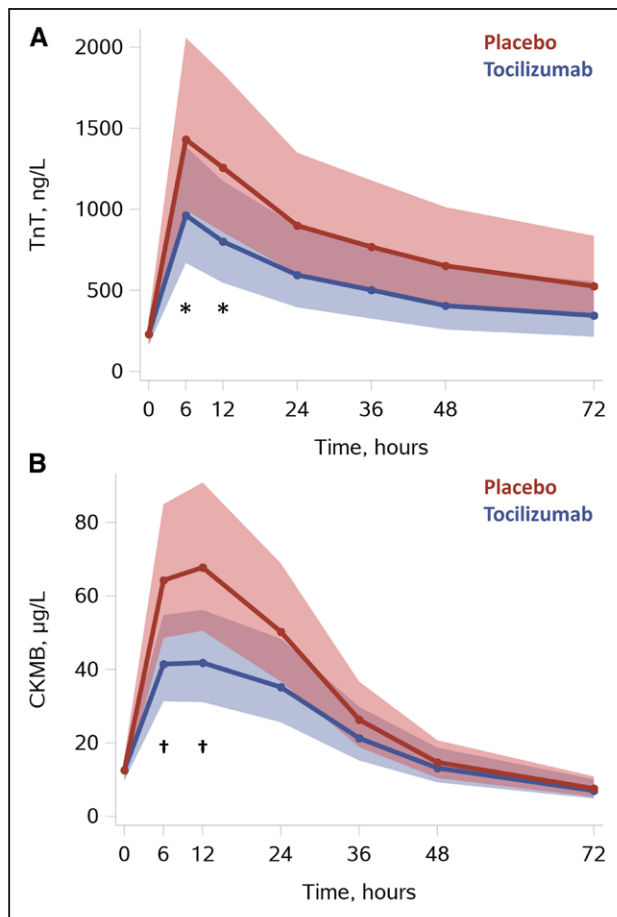 A
Placebo
Tocilizumab
TnT, ng/L
2000
1500
1000
500
0
* *
0 6 12 24 36 48 72
Time, hours
B
Placebo
Tocilizumab
CKMB, µg/L
80
60
40
20
0
† †
0 6 12 24 36 48 72
Time, hours